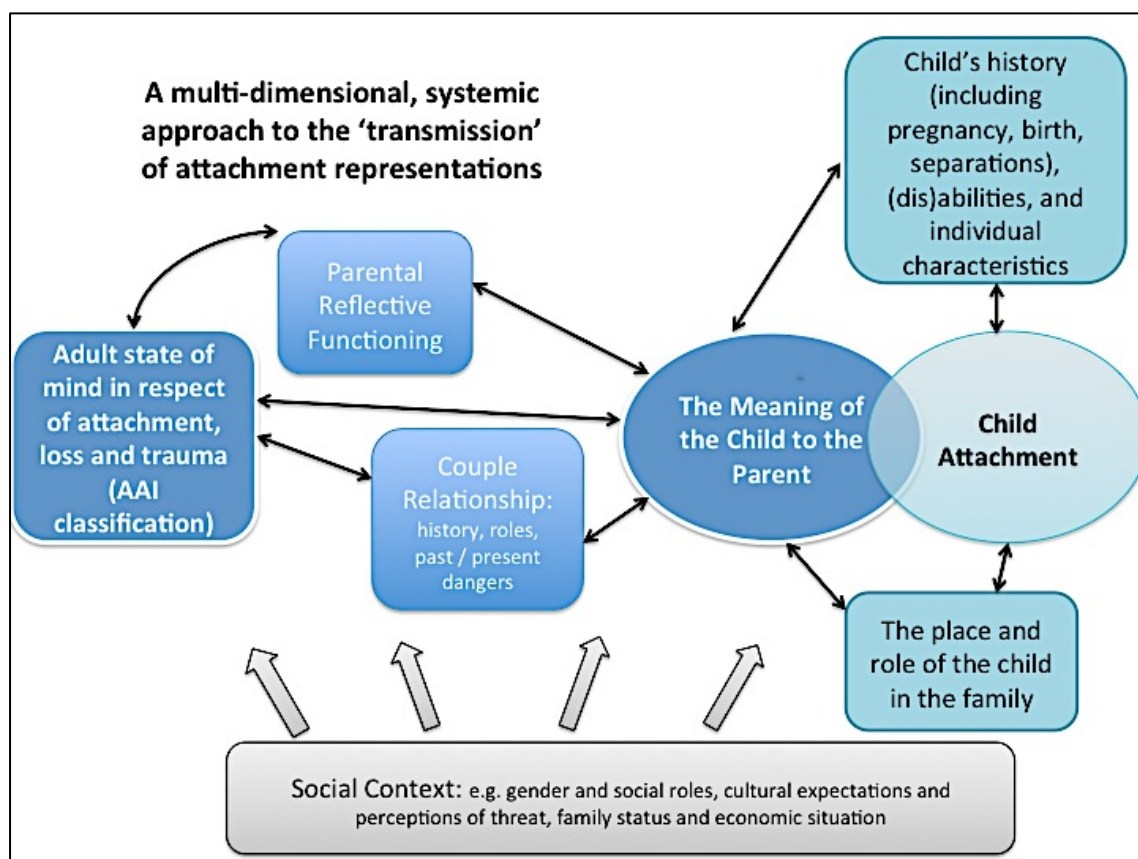 A multi-dimensional, systemic
approach to the ‘transmission’
of attachment representations
Child’s history
(including
pregnancy, birth,
separations),
(dis)abilities, and
individual
characteristics
Parental
Reflective
Functioning
Adult state of
mind in respect
of attachment,
loss and trauma
(AAI
classification)
The Meaning of
the Child to the
Parent
Child
Attachment
Couple
Relationship:
history, roles,
past / present
dangers
The place and
role of the child
in the family
Social Context: e.g. gender and social roles, cultural expectations and
perceptions of threat, family status and economic situation